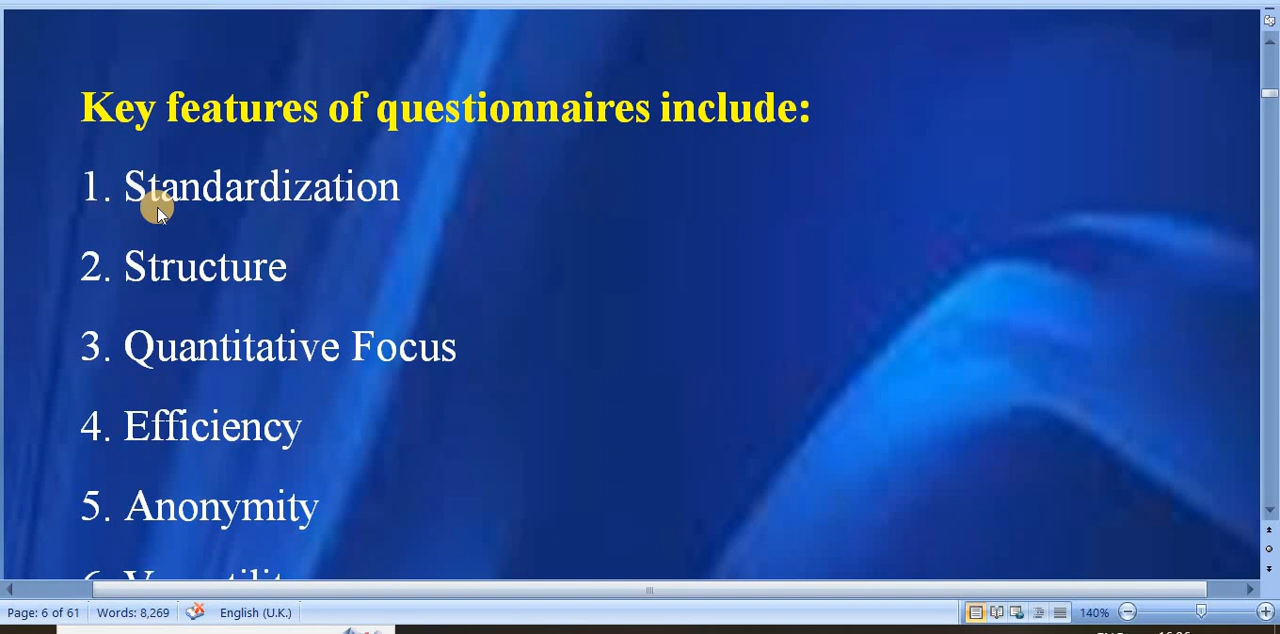 Key features of questionnaires include:
1. Standardization
2. Structure
3. Quantitative Focus
4. Efficiency
5. Anonymity
Page: 6 of 61 Words: 8,269 English (U.K.) 140%